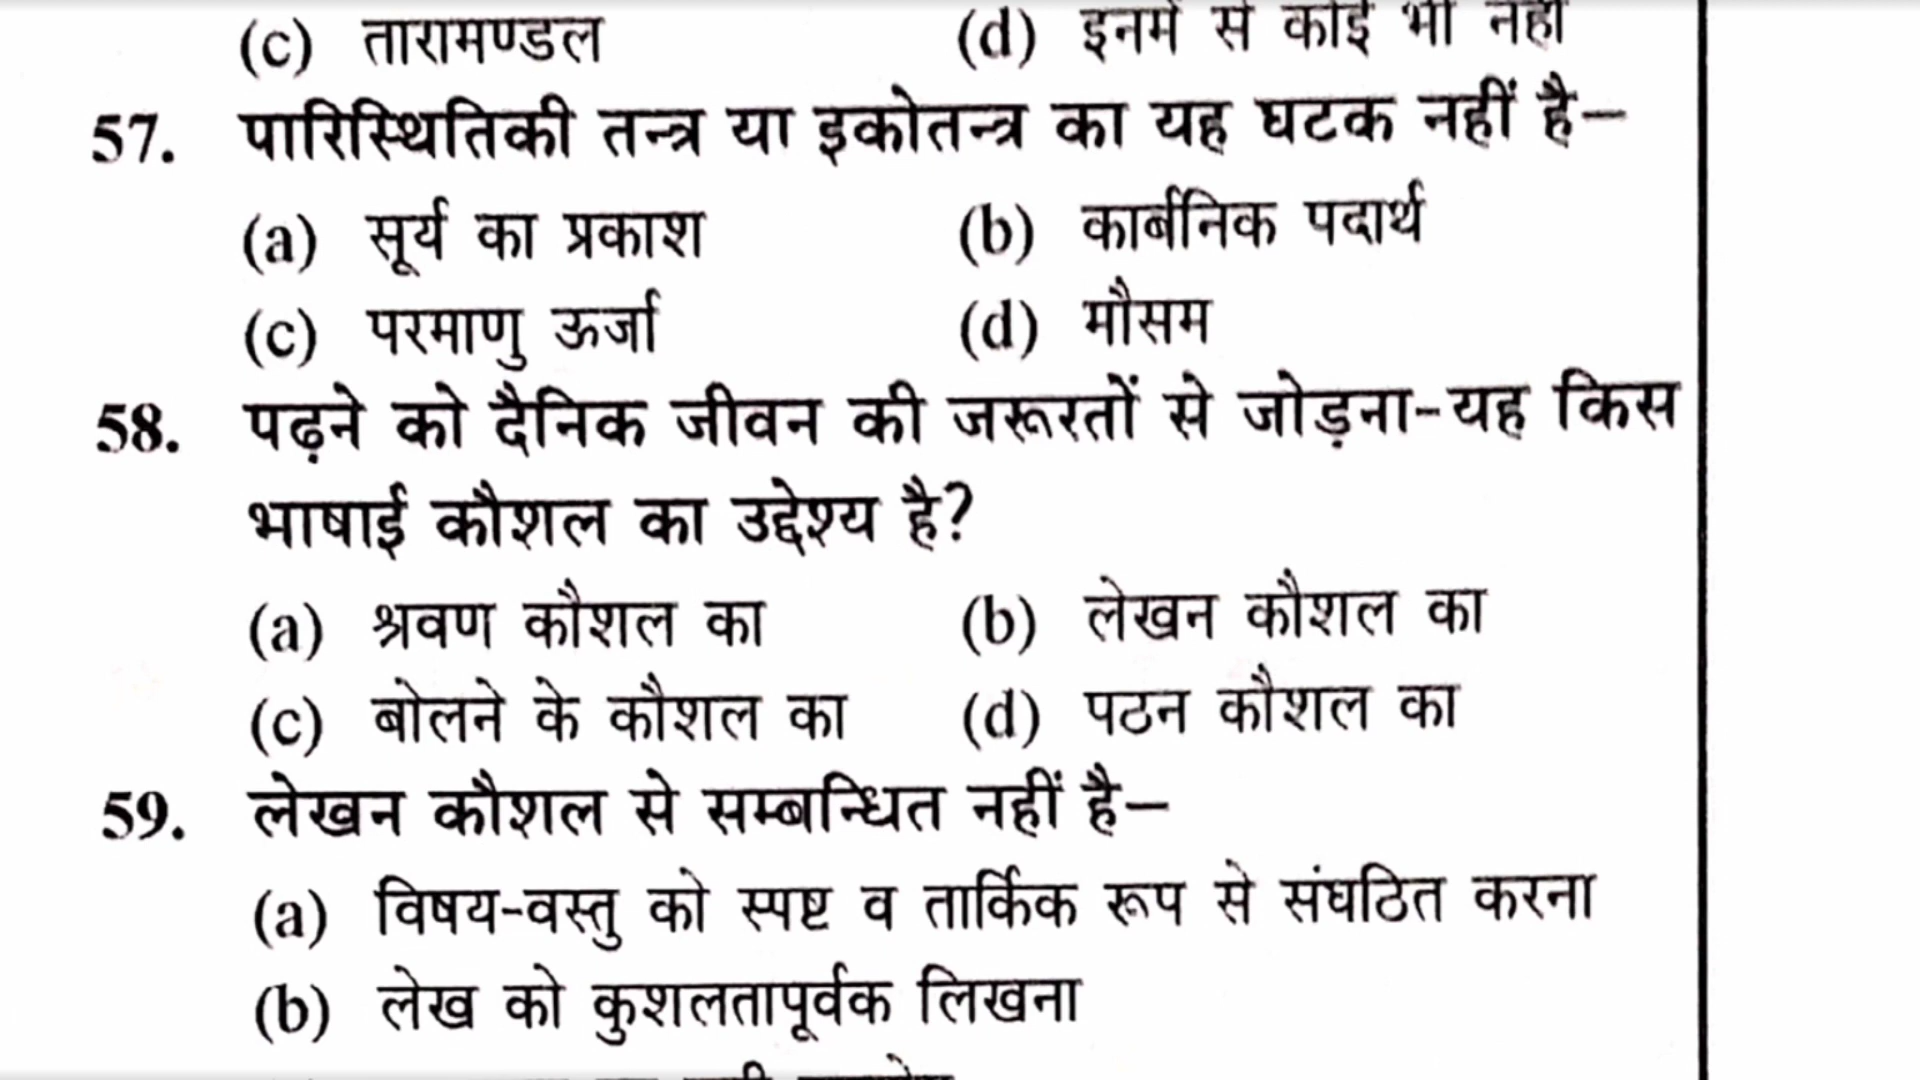 (c) तारामण्डल (d) इनमें से कोई भी नहीं
57. पारिस्थितिकी तन्त्र या इकोतन्त्र का यह घटक नहीं है–
(a) सूर्य का प्रकाश (b) कार्बनिक पदार्थ
(c) परमाणु ऊर्जा (d) मौसम
58. पढ़ने को दैनिक जीवन की जरूरतों से जोड़ना-यह किस
भाषाई कौशल का उद्देश्य है?
(a) श्रवण कौशल का (b) लेखन कौशल का
(c) बोलने के कौशल का (d) पठन कौशल का
59. लेखन कौशल से सम्बन्धित नहीं है–
(a) विषय-वस्तु को स्पष्ट व तार्किक रूप से संघठित करना
(b) लेख को कुशलतापूर्वक लिखना